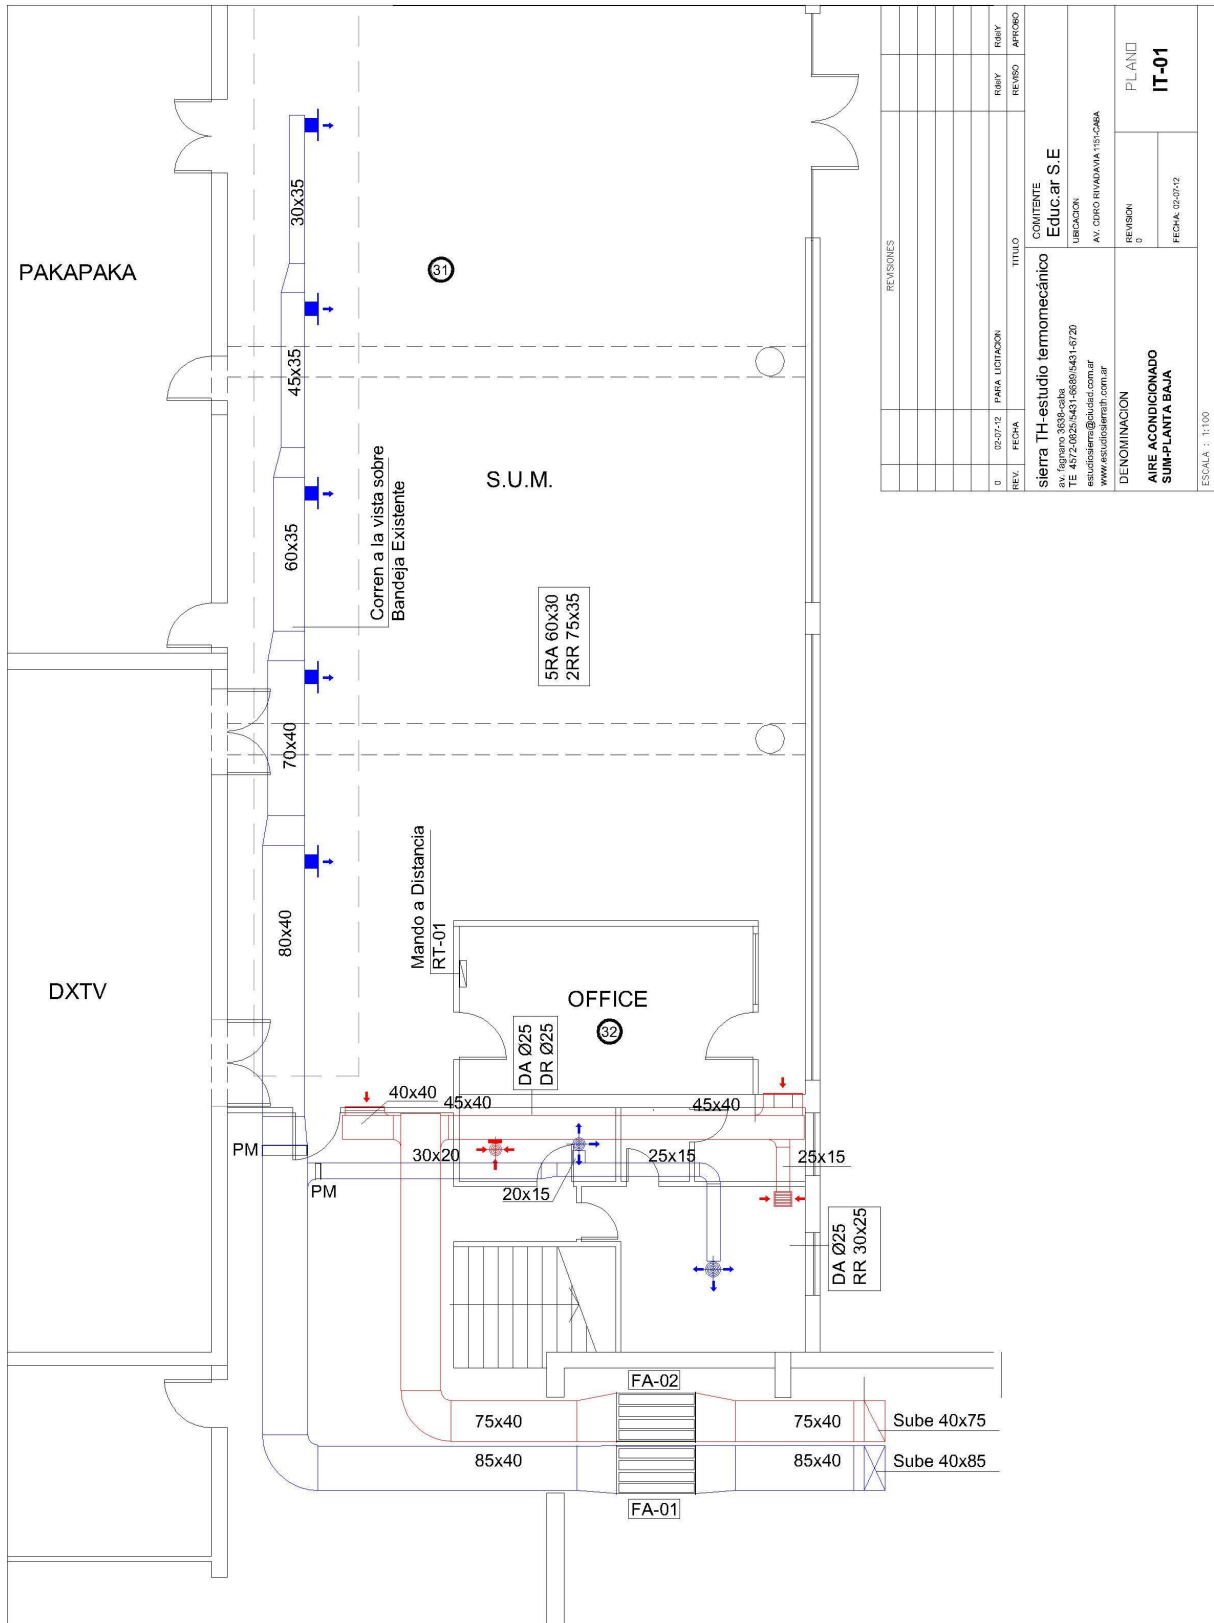 PAKAPAKA
30x35
31
45x35
S.U.M.
60x35
Corren a la vista sobre
Bandeja Existente
5RA 60x30
2RR 75x35
70x40
80x40
Mando a Distancia
RT-01
DXTV
OFFICE
32
DA Ø25
DR Ø25
40x40
45x40
45x40
PM
30x20
25x15
25x15
PM
20x15
DA Ø25
RR 30x25
FA-02
75x40
75x40
Sube 40x75
85x40
85x40
Sube 40x85
FA-01
REVISIONES
0 02-07-12 PARA LICITACION RdelY RdelY
REV. FECHA TITULO REVISO APROBO
sierra TH-estudio termomecánico
av. fagnano 3638-caba
TE 4572-0825/5431-6689/5431-6720
estudiosierra@ciudad.com.ar
www.estudiosierrath.com.ar
COMITENTE
Educ.ar S.E
UBICACION
AV. CDRO RIVADAVIA 1151-CABA
DENOMINACION
AIRE ACONDICIONADO
SUM-PLANTA BAJA
REVISION
0
FECHA: 02-07-12
PLANO
IT-01
ESCALA : 1:100